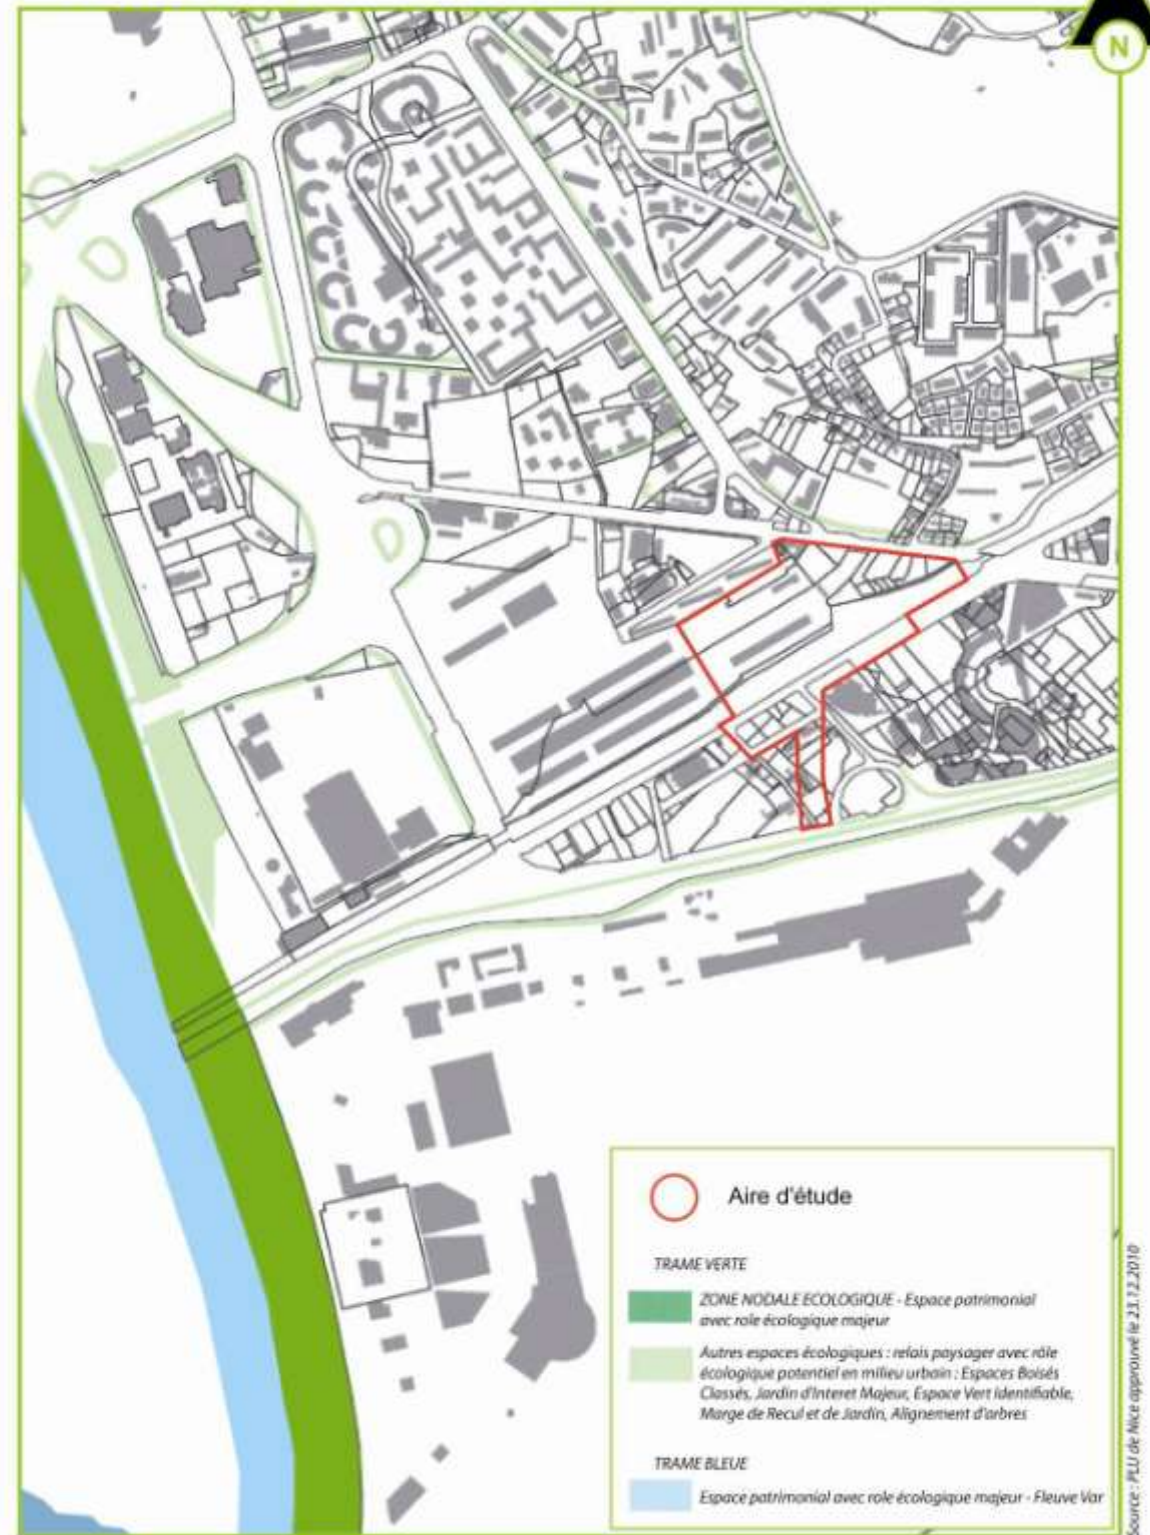 N
Aire d'étude
TRAME VERTE
ZONE NODALE ECOLOGIQUE - Espace patrimonial
avec role écologique majeur
Autres espaces écologiques : relais paysager avec rôle
écologique potentiel en milieu urbain : Espaces Boisés
Classés, Jardin d'Interet Majeur, Espace Vert Identifiable,
Marge de Recul et de Jardin, Alignement d'arbres
TRAME BLEUE
Espace patrimonial avec role écologique majeur - Fleuve Var
Source : PLU de Nice approuvé le 23.12.2010